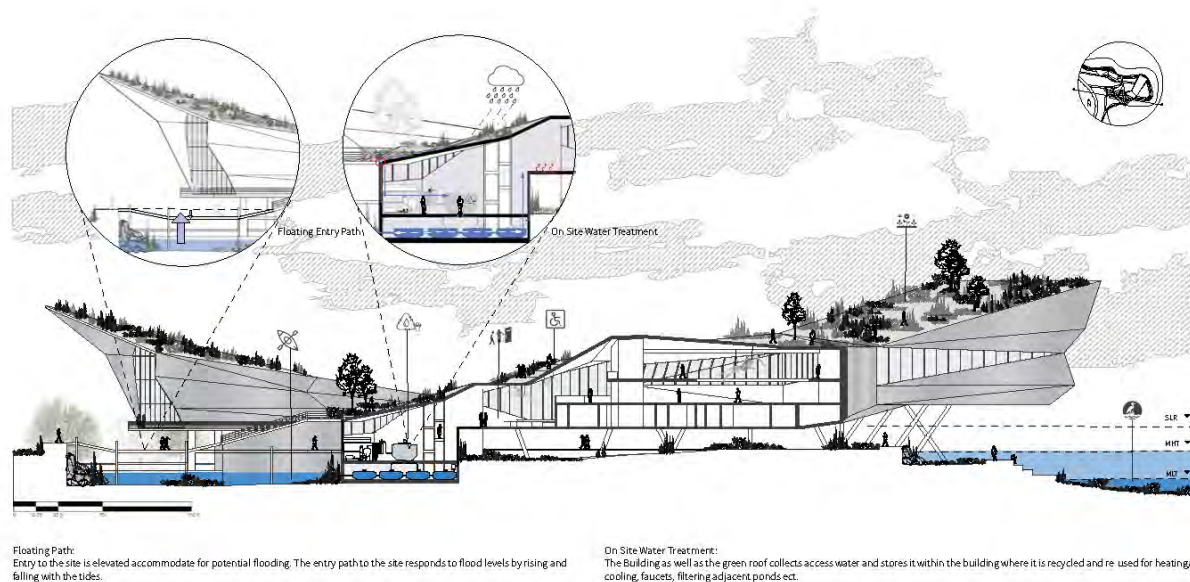 Floating Entry Path
On Site Water Treatment
SLR
MHT
MLT
Floating Path:
Entry to the site is elevated accommodate for potential flooding. The entry path to the site responds to flood levels by rising and
falling with the tides.
On Site Water Treatment:
The Building as well as the green roof collects access water and stores it within the building where it is recycled and re used for heating,
cooling, faucets, filtering adjacent ponds ect.